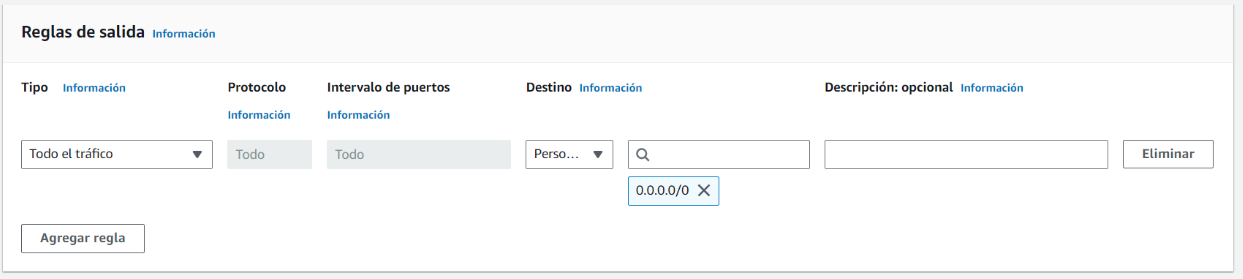 Reglas de salida Información
Tipo Información Protocolo Intervalo de puertos Destino Información Descripción: opcional Información
Información Información
Todo el tráfico Todo Todo Perso... Eliminar
0.0.0.0/0
Agregar regla